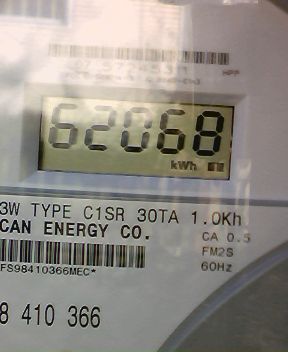 HPP
62068
kWh
3W TYPE C1SR 30TA 1.0Kh
CAN ENERGY CO.
CA 0.5
FM2S
60Hz
FS98410366MEC*
8 410 366